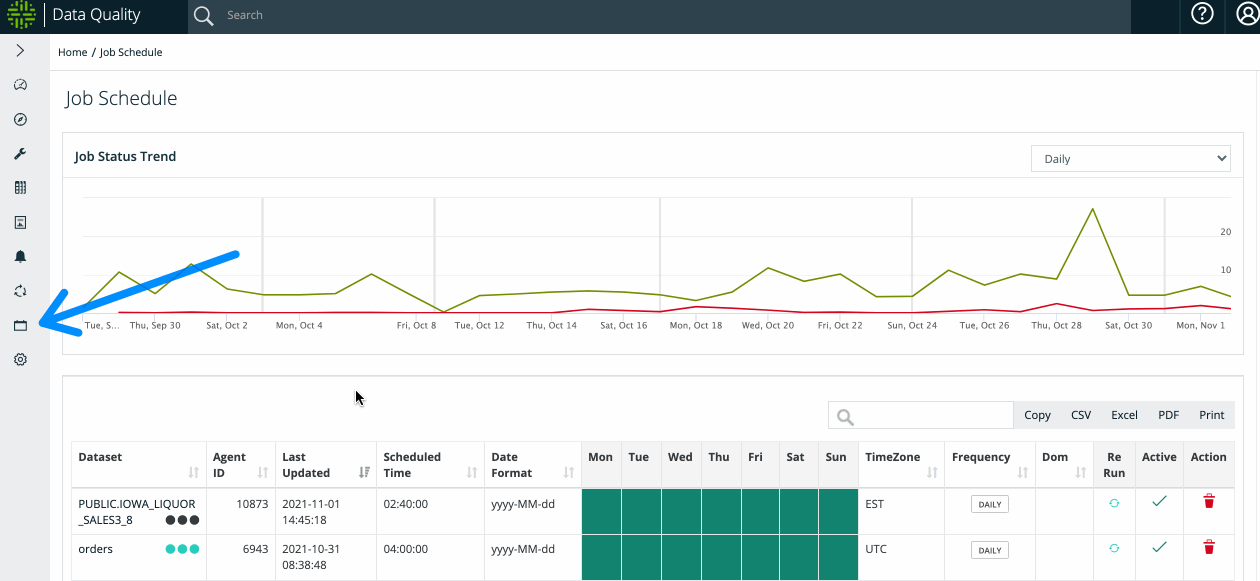 Data Quality
Search
Home / Job Schedule
Job Schedule
Job Status Trend
Daily
20
10
Tue, S... Thu, Sep 30 Sat, Oct 2 Mon, Oct 4 Fri, Oct 8 Tue, Oct 12 Thu, Oct 14 Sat, Oct 16 Mon, Oct 18 Wed, Oct 20 Fri, Oct 22 Sun, Oct 24 Tue, Oct 26 Thu, Oct 28 Sat, Oct 30 Mon, Nov 1
Copy CSV Excel PDF Print
Dataset Agent Last Scheduled Date Mon Tue Wed Thu Fri Sat Sun TimeZone Frequency Dom Re Active Action
ID Updated Time Format Run
PUBLIC.IOWA_LIQUOR 10873 2021-11-01 02:40:00 yyyy-MM-dd EST DAILY
_SALES3_8 14:45:18
orders 6943 2021-10-31 04:00:00 yyyy-MM-dd UTC DAILY
08:38:48